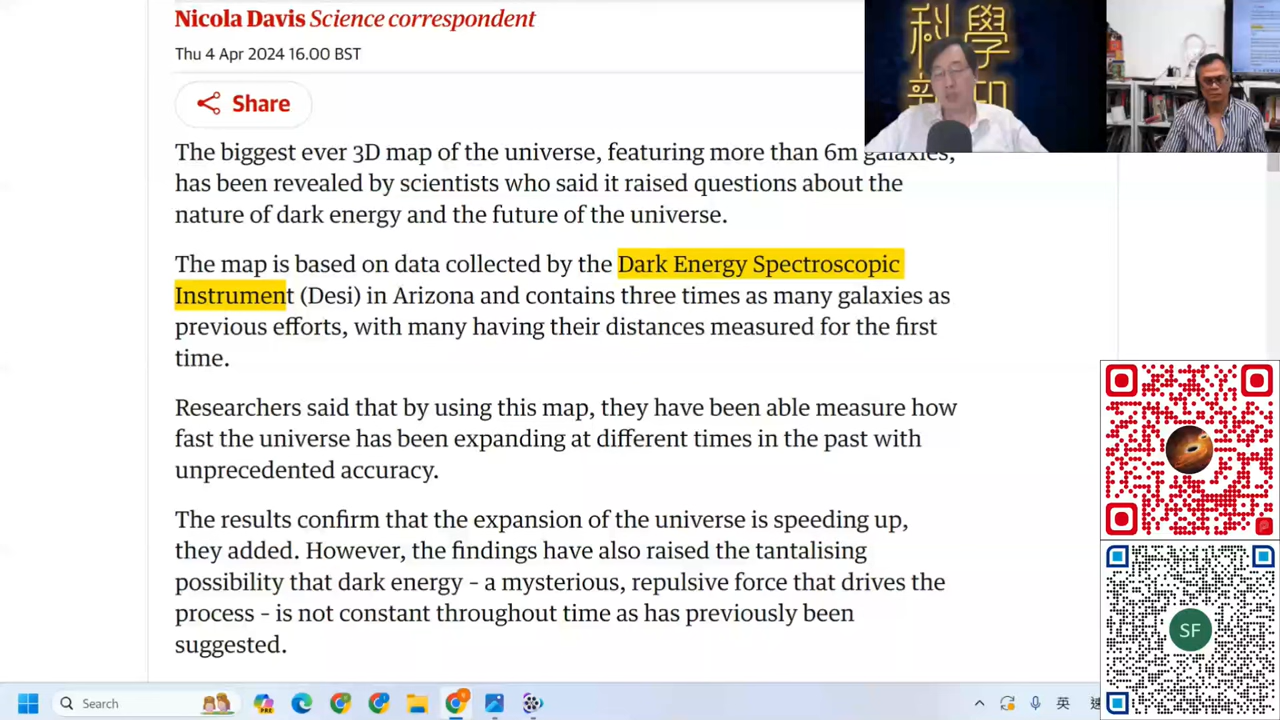 Nicola Davis Science correspondent
Thu 4 Apr 2024 16.00 BST
Share
The biggest ever 3D map of the universe, featuring more than 6m galaxies,
has been revealed by scientists who said it raised questions about the
nature of dark energy and the future of the universe.
The map is based on data collected by the Dark Energy Spectroscopic
Instrument (Desi) in Arizona and contains three times as many galaxies as
previous efforts, with many having their distances measured for the first
time.
Researchers said that by using this map, they have been able measure how
fast the universe has been expanding at different times in the past with
unprecedented accuracy.
The results confirm that the expansion of the universe is speeding up,
they added. However, the findings have also raised the tantalising
possibility that dark energy – a mysterious, repulsive force that drives the
process – is not constant throughout time as has previously been
suggested.
科學
SF
Search
PRE
英
速